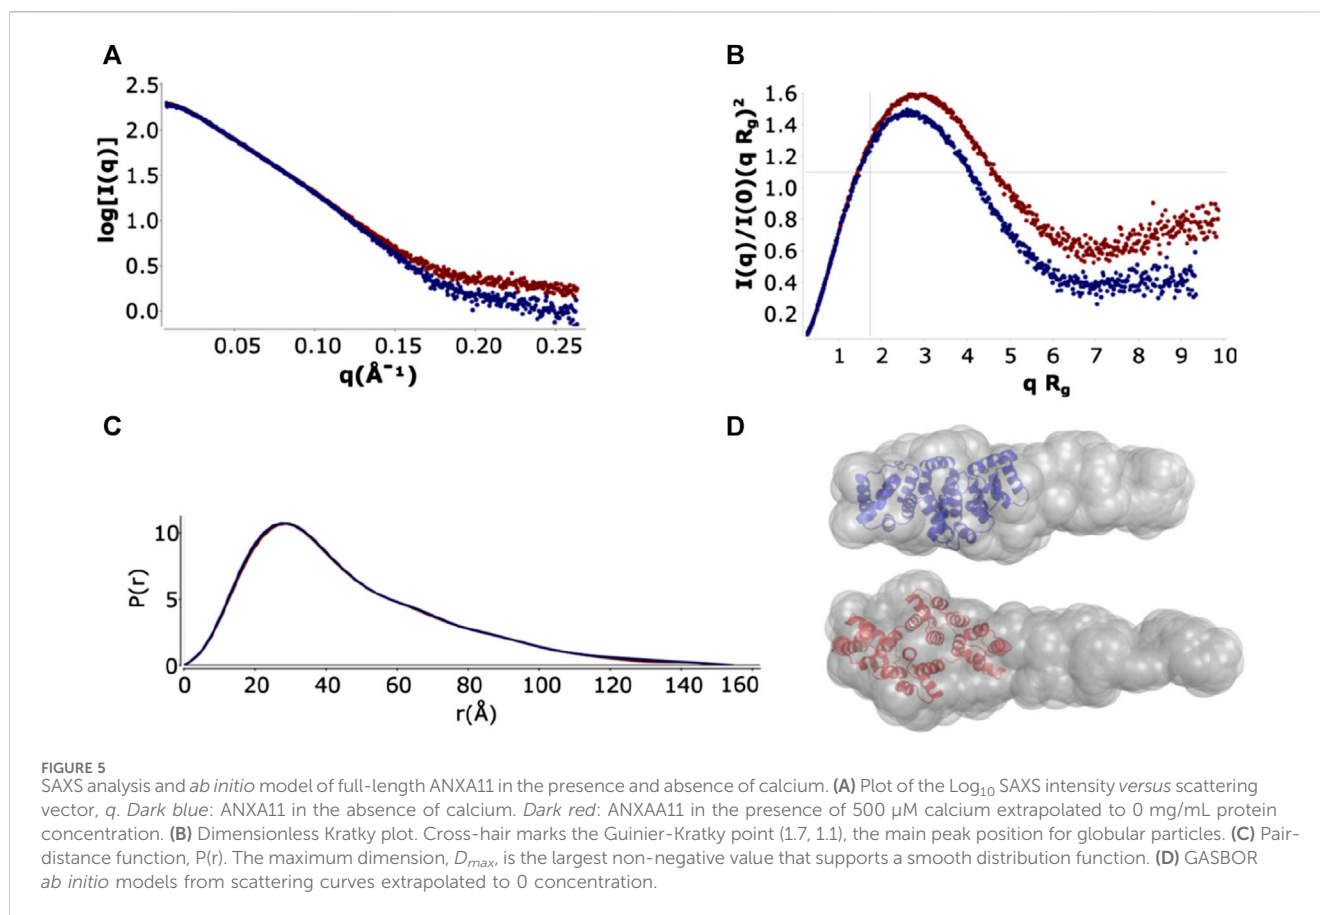 A
2.5
2.0
1.5
1.0
0.5
0.0
log[I(q)]
0.05 0.10 0.15 0.20 0.25
q(Å⁻¹)
B
1.6
1.4
1.2
1.0
0.8
0.6
0.4
0.2
I(q)/I(0)(q Rg)²
1 2 3 4 5 6 7 8 9 10
q Rg
C
10
5
0
P(r)
0 20 40 60 80 100 120 140 160
r(Å)
D
FIGURE 5
SAXS analysis and ab initio model of full-length ANXA11 in the presence and absence of calcium. (A) Plot of the Log10 SAXS intensity versus scattering
vector, q. Dark blue: ANXA11 in the absence of calcium. Dark red: ANXAA11 in the presence of 500 µM calcium extrapolated to 0 mg/mL protein
concentration. (B) Dimensionless Kratky plot. Cross-hair marks the Guinier-Kratky point (1.7, 1.1), the main peak position for globular particles. (C) Pair-
distance function, P(r). The maximum dimension, Dmax, is the largest non-negative value that supports a smooth distribution function. (D) GASBOR
ab initio models from scattering curves extrapolated to 0 concentration.